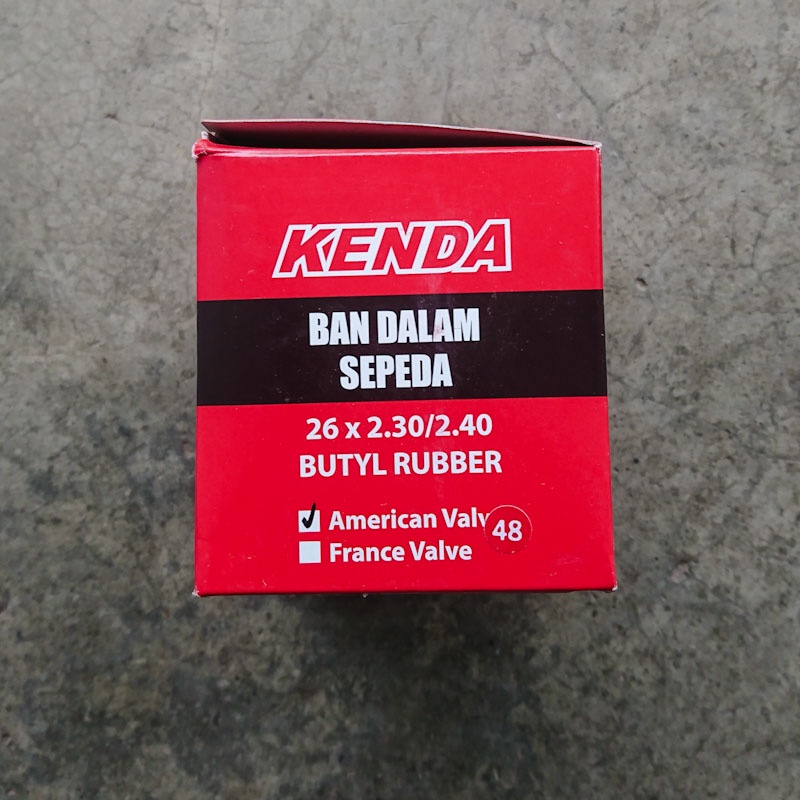 KENDA
BAN DALAM
SEPEDA
26 x 2.30/2.40
BUTYL RUBBER
American Valv
48
France Valve